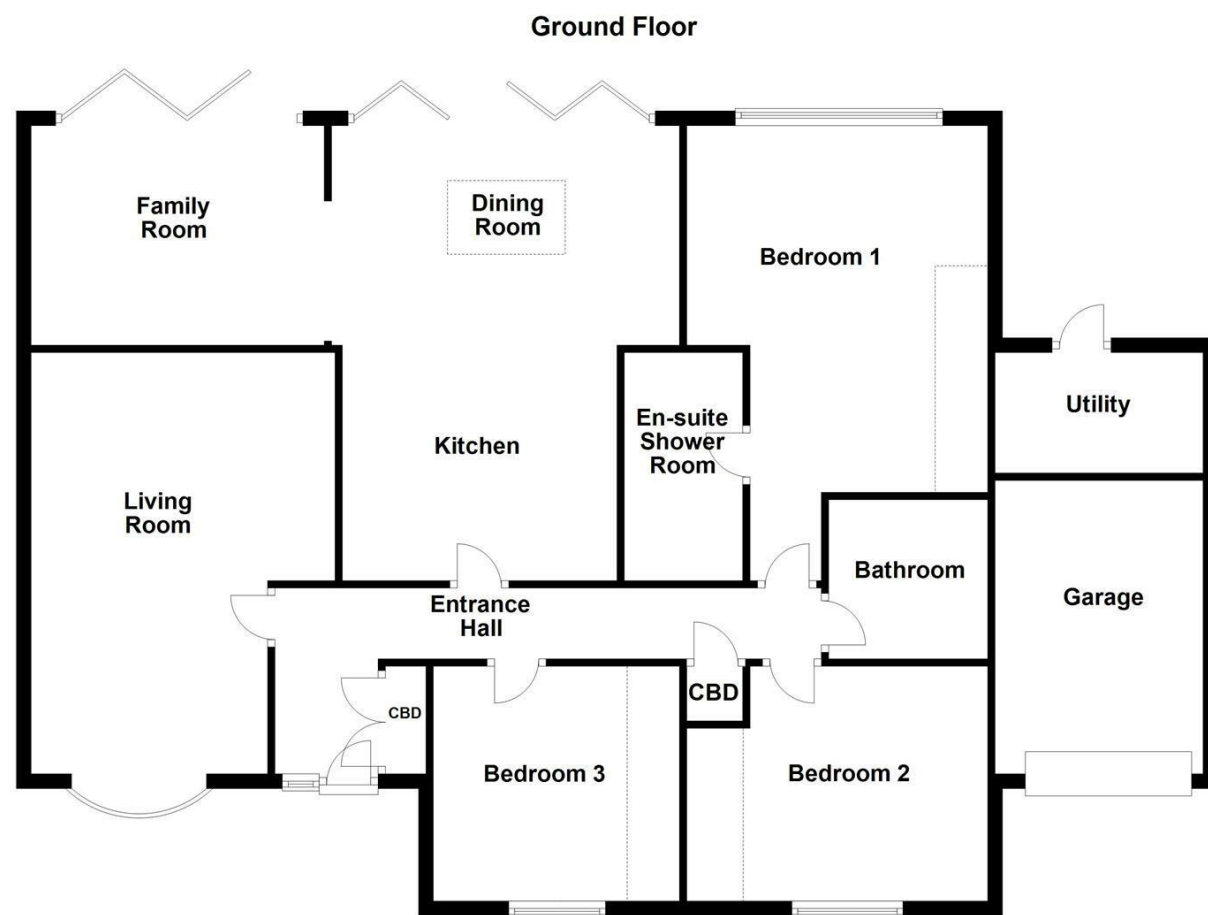 Ground Floor
Family
Room
Dining
Room
Bedroom 1
Utility
En-suite
Shower
Room
Kitchen
Living
Room
Bathroom
Garage
Entrance
Hall
CBD
CBD
Bedroom 3
Bedroom 2